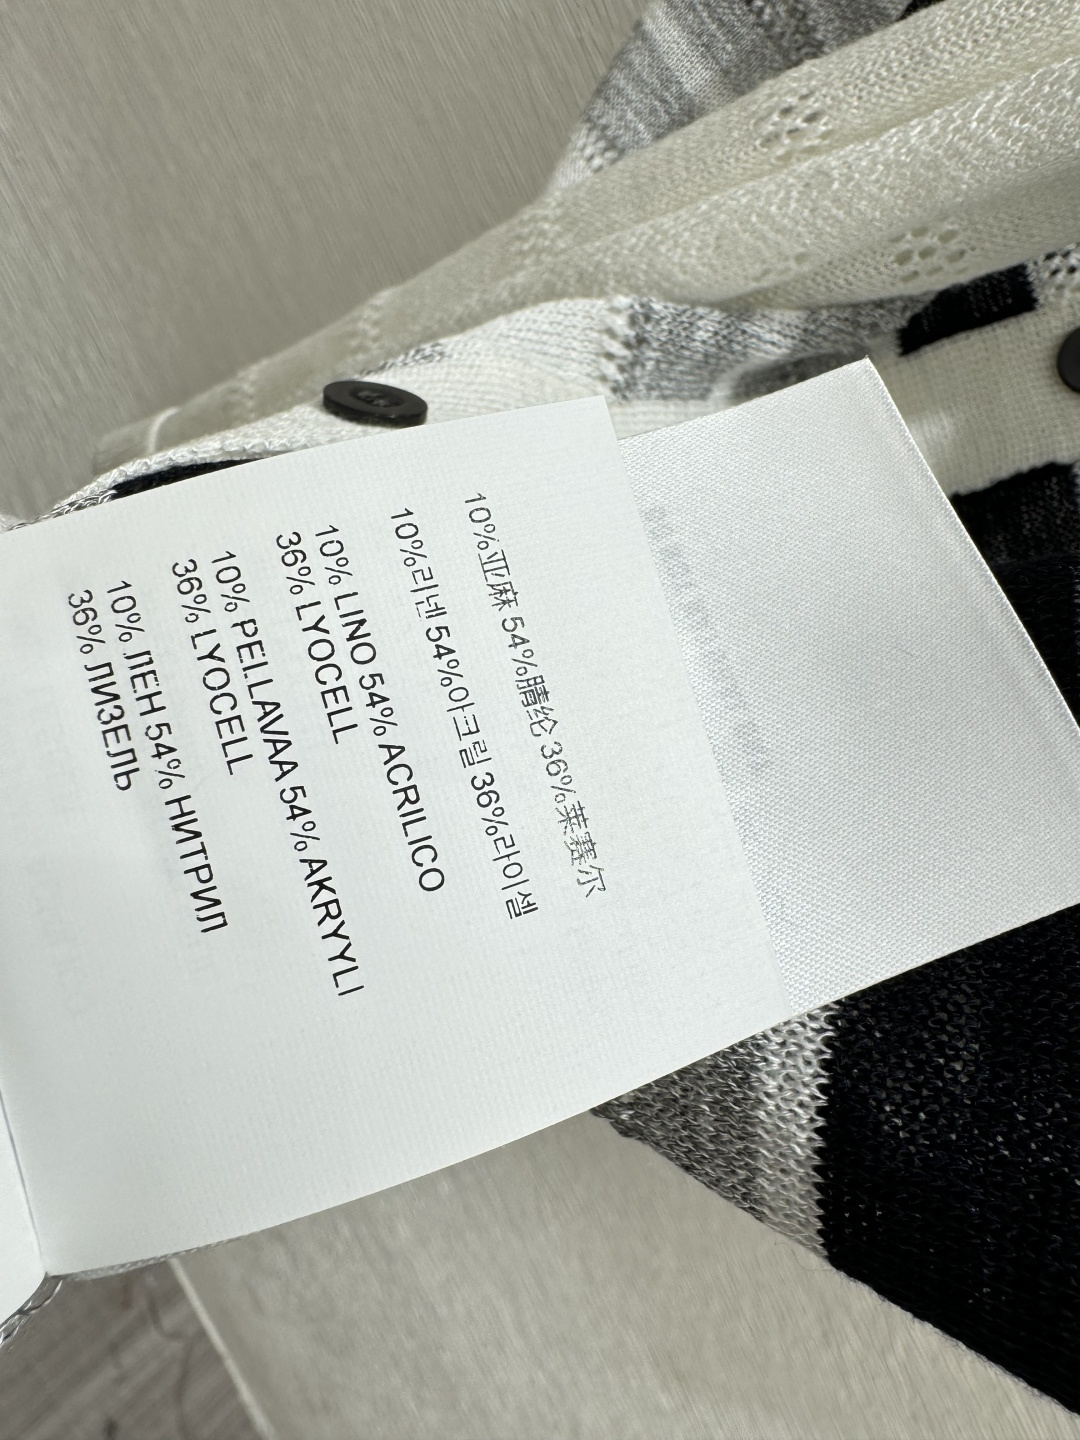 10%亚麻 54%腈纶 36%莱赛尔
10%리넨 54%아크릴 36%라이셀
10% LINO 54% ACRILICO
36% LYOCELL
10% PELLAVAA 54% AKRYYLI
36% LYOCELL
10% ЛЕН 54% НИТРИЛ
36% ЛИЗЕЛЬ